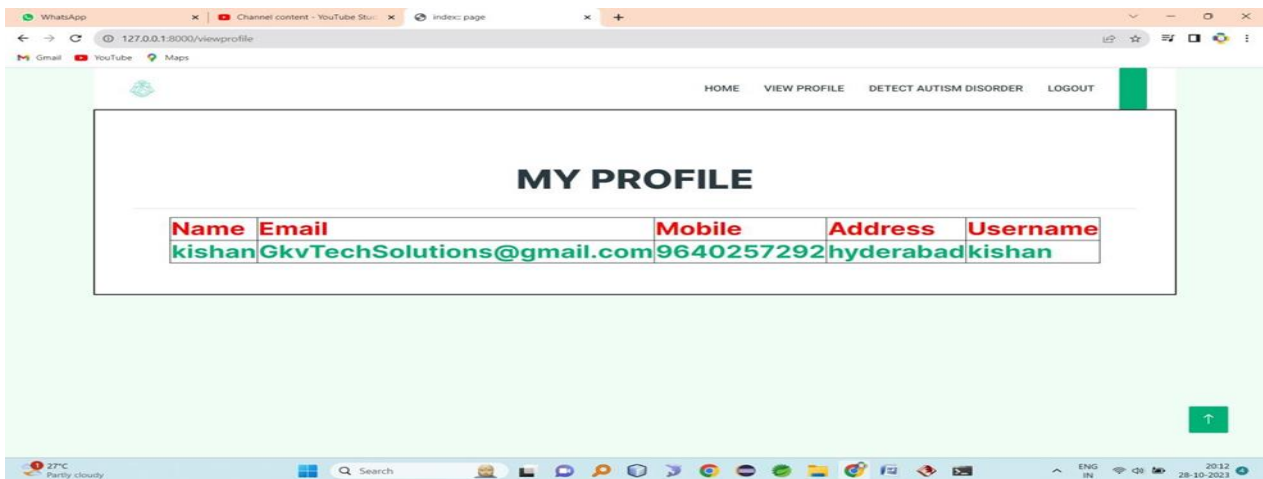 WhatsApp Channel content - YouTube Stu index:: page
127.0.0.1:8000/viewprofile
Gmail YouTube Maps
HOME VIEW PROFILE DETECT AUTISM DISORDER LOGOUT
MY PROFILE
Name Email Mobile Address Username
kishan GkvTechSolutions@gmail.com 9640257292 hyderabad kishan
27°C
Partly cloudy
Search
ENG
IN
20:12
28-10-2023